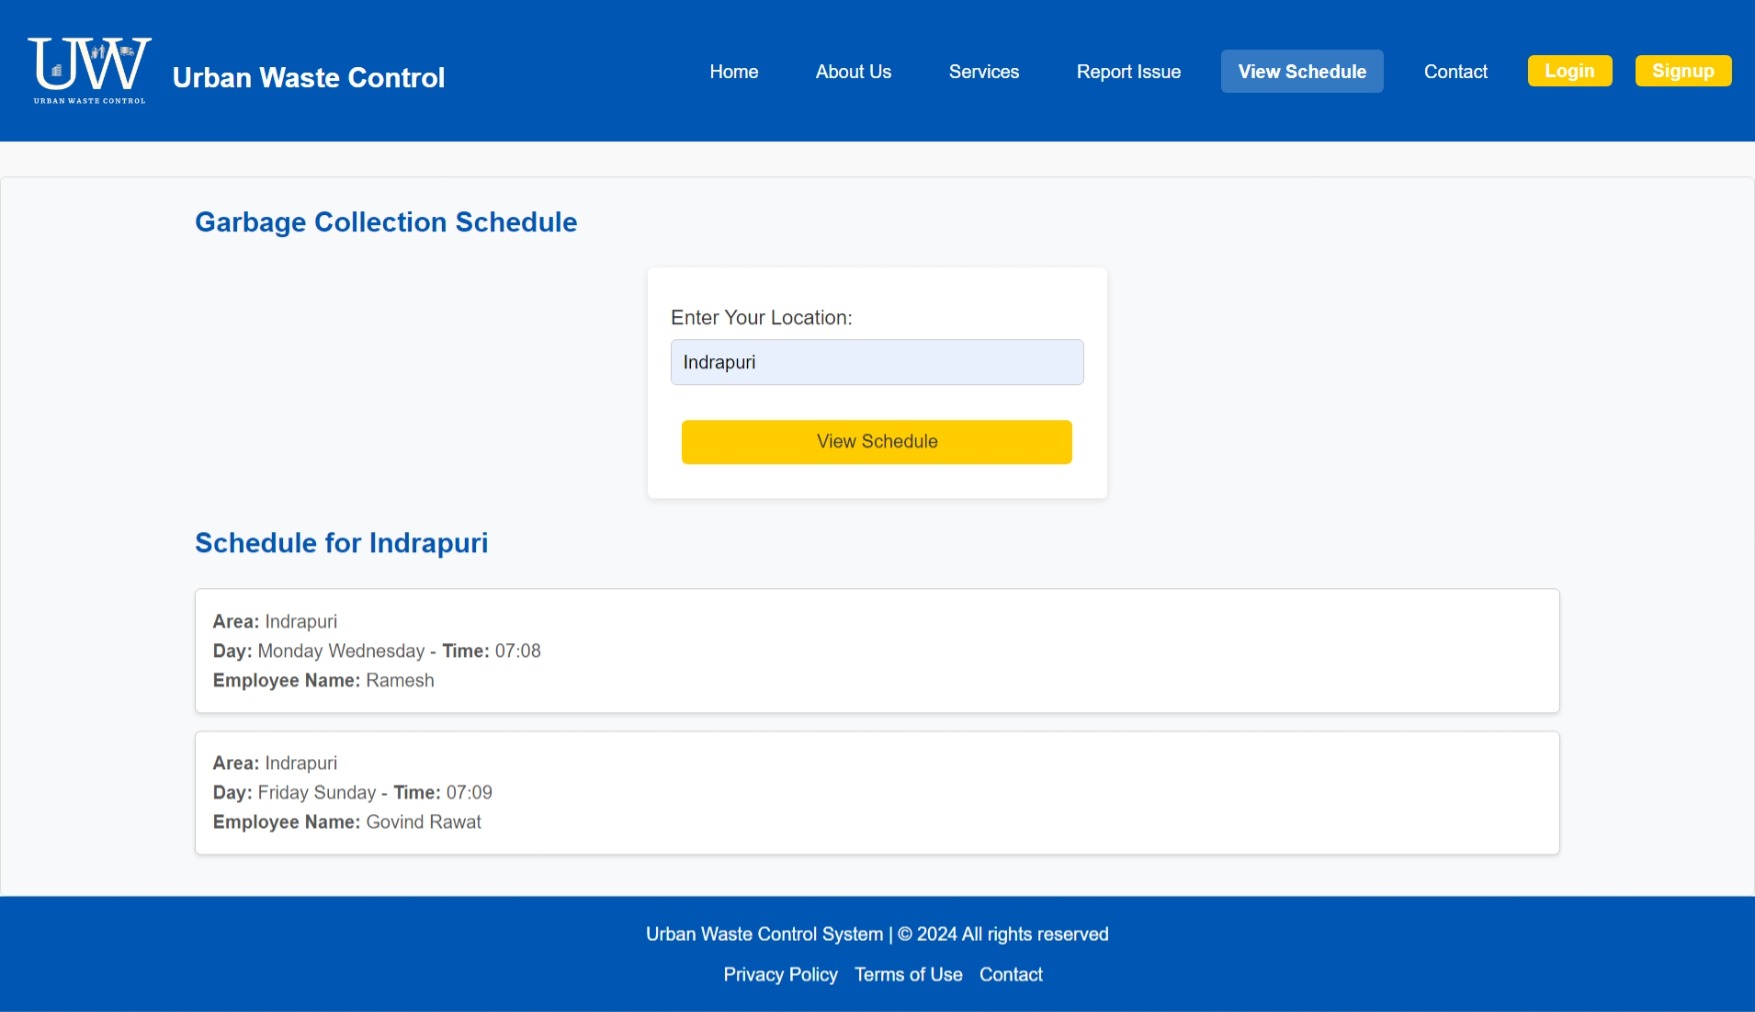 UW
URBAN WASTE CONTROL
Urban Waste Control
Home About Us Services Report Issue View Schedule Contact Login Signup
Garbage Collection Schedule
Enter Your Location:
Indrapuri
View Schedule
Schedule for Indrapuri
Area: Indrapuri
Day: Monday Wednesday - Time: 07:08
Employee Name: Ramesh
Area: Indrapuri
Day: Friday Sunday - Time: 07:09
Employee Name: Govind Rawat
Urban Waste Control System | © 2024 All rights reserved
Privacy Policy Terms of Use Contact